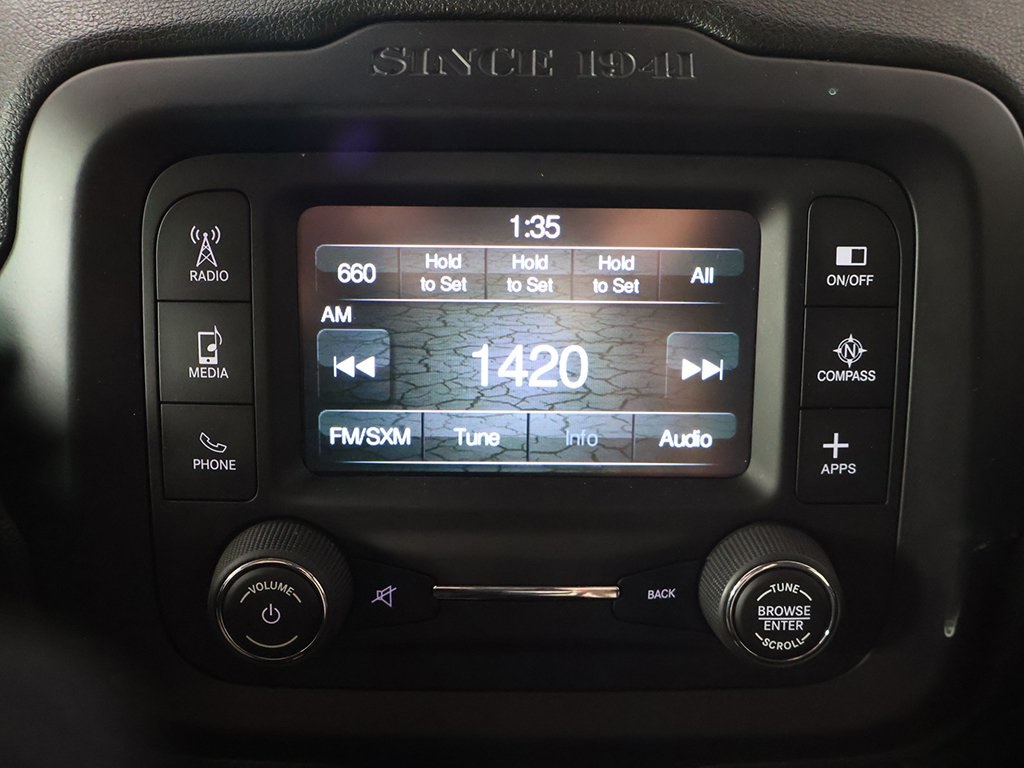 SINCE 1941
1:35
660 Hold to Set Hold to Set Hold to Set All
AM
1420
FM/SXM Tune Info Audio
RADIO
MEDIA
PHONE
ON/OFF
N
COMPASS
APPS
VOLUME
BACK
TUNE
BROWSE
ENTER
SCROLL